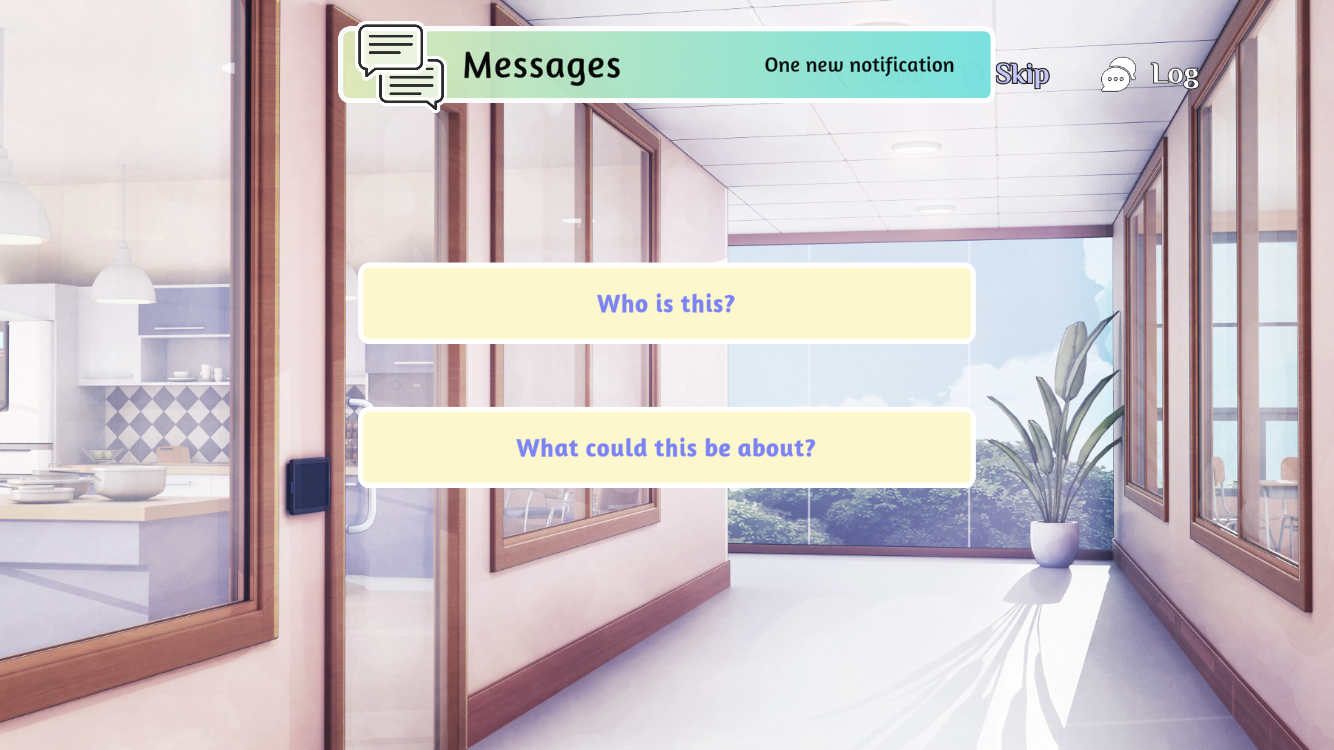 Messages
One new notification
Skip
Log
Who is this?
What could this be about?